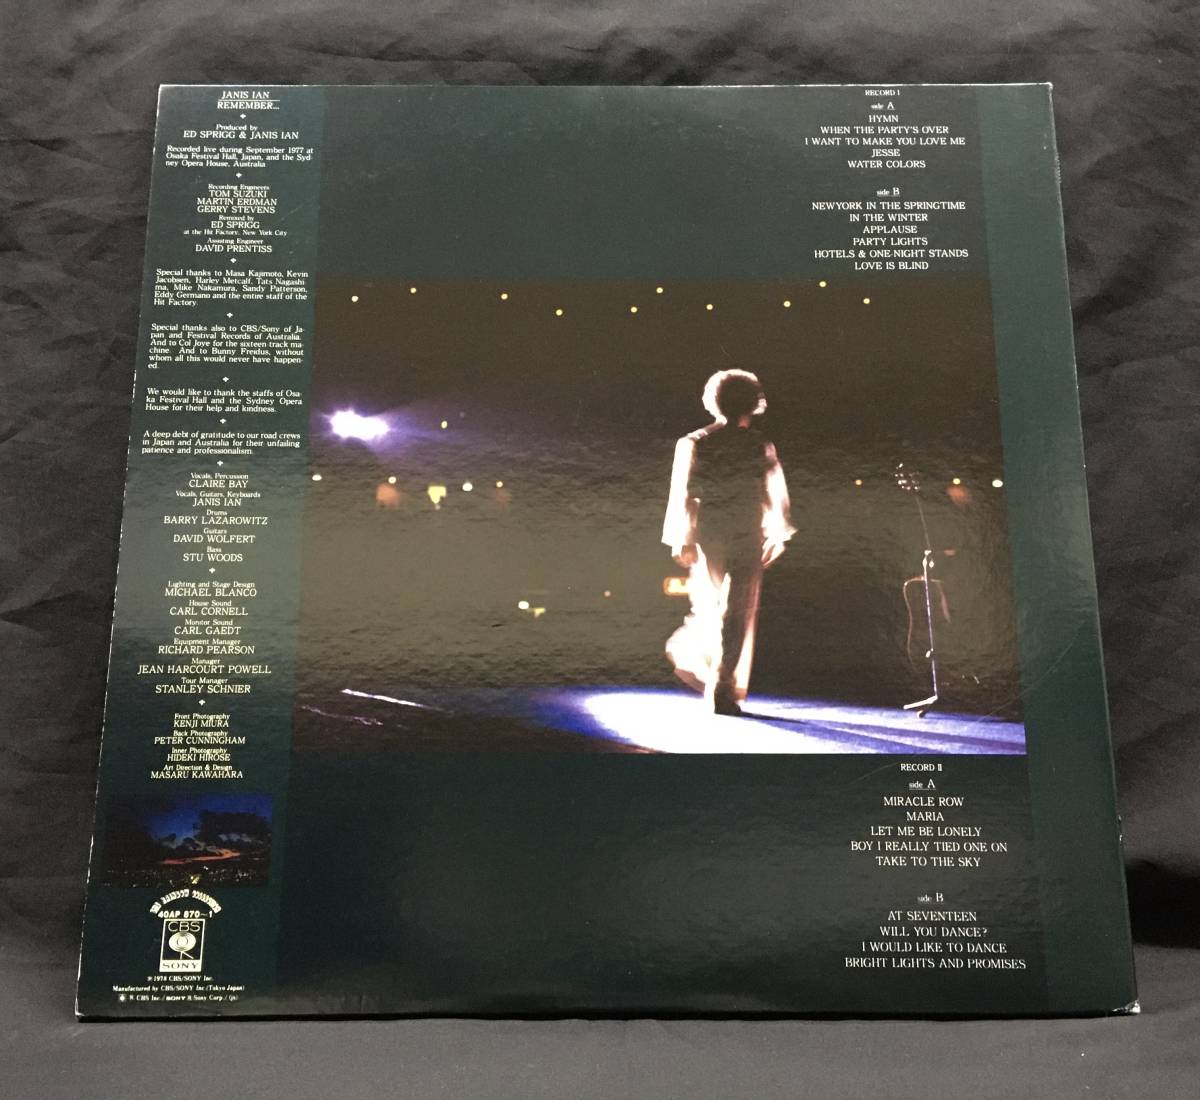 JANIS IAN
REMEMBER...
Produced by
ED SPRIGG & JANIS IAN
Recorded live during September 1977 at
Osaka Festival Hall, Japan, and the Syd-
ney Opera House, Australia
Recording Engineers
TOM SUZUKI
MARTIN ERDMAN
GERRY STEVENS
Remixed by
ED SPRIGG
at the Hit Factory, New York City
Assisting Engineer
DAVID PRENTISS
Special thanks to Masa Kajimoto, Kevin
Jacobsen, Harley Metcalf, Tats Nagashi-
ma, Mike Nakamura, Sandy Patterson,
Eddy Germano and the entire staff of the
Hit Factory.
Special thanks also to CBS/Sony of Ja-
pan and Festival Records of Australia.
And to Col Joye for the sixteen-track ma-
chine. And to Bunny Freidus, without
whom all this would never have happen-
ed.
We would like to thank the staffs of Osa-
ka Festival Hall and the Sydney Opera
House for their help and kindness.
A deep debt of gratitude to our road crews
in Japan and Australia for their unfailing
patience and professionalism.
Vocals, Percussion
CLAIRE BAY
Vocals, Guitars, Keyboards
JANIS IAN
Drums
BARRY LAZAROWITZ
Guitars
DAVID WOLFERT
Bass
STU WOODS
Lighting and Stage Design
MICHAEL BLANCO
House Sound
CARL CORNELL
Monitor Sound
CARL GAEDT
Equipment Manager
RICHARD PEARSON
Manager
JEAN HARCOURT POWELL
Tour Manager
STANLEY SCHNIER
Front Photography
KENJI MIURA
Back Photography
PETER CUNNINGHAM
Inner Photography
HIDEKI HIROSE
Art Direction & Design
MASARU KAWAHARA
40AP 870~1
CBS
SONY
℗ 1978 CBS/SONY Inc.
Manufactured by CBS/SONY Inc. (Tokyo Japan)
® CBS Inc./SONY ® Sony Corp./
RECORD I
side A
HYMN
WHEN THE PARTY'S OVER
I WANT TO MAKE YOU LOVE ME
JESSE
WATER COLORS
side B
NEWYORK IN THE SPRINGTIME
IN THE WINTER
APPLAUSE
PARTY LIGHTS
HOTELS & ONE-NIGHT STANDS
LOVE IS BLIND
RECORD II
side A
MIRACLE ROW
MARIA
LET ME BE LONELY
BOY I REALLY TIED ONE ON
TAKE TO THE SKY
side B
AT SEVENTEEN
WILL YOU DANCE?
I WOULD LIKE TO DANCE
BRIGHT LIGHTS AND PROMISES